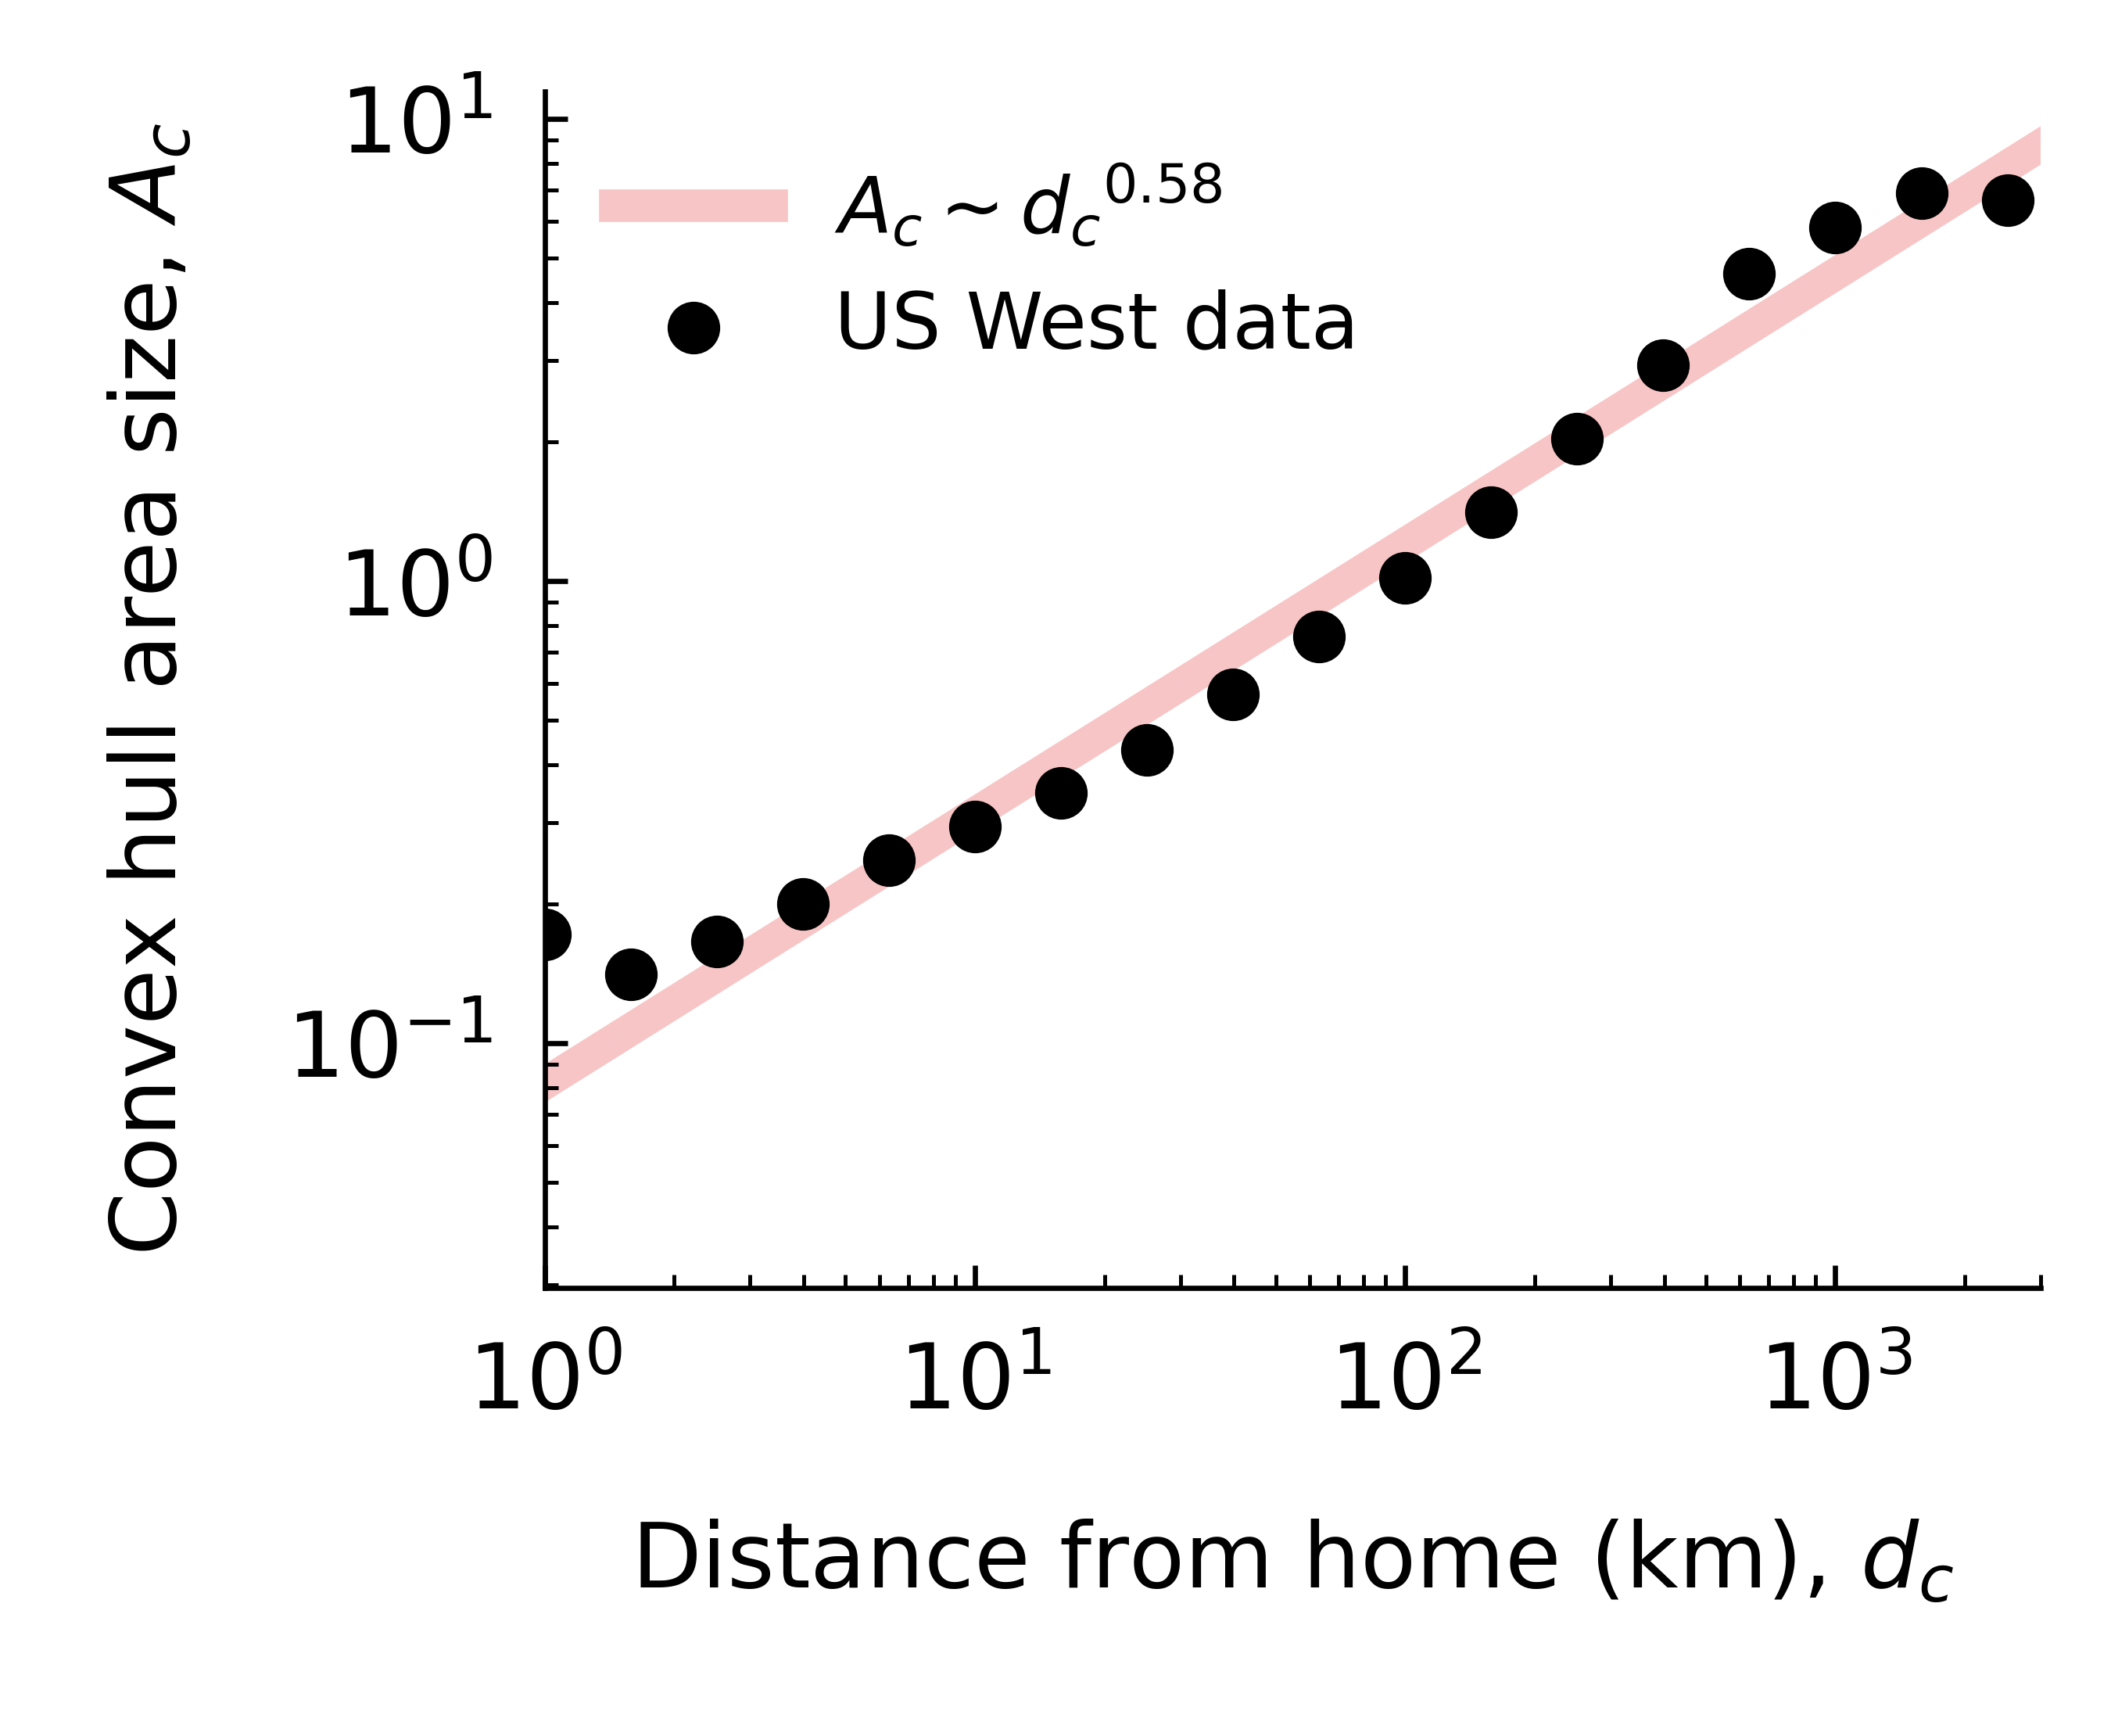 Convex hull area size, A_c
10^1
10^0
10^−1
A_c ~ d_c^0.58
US West data
10^0 10^1 10^2 10^3
Distance from home (km), d_c